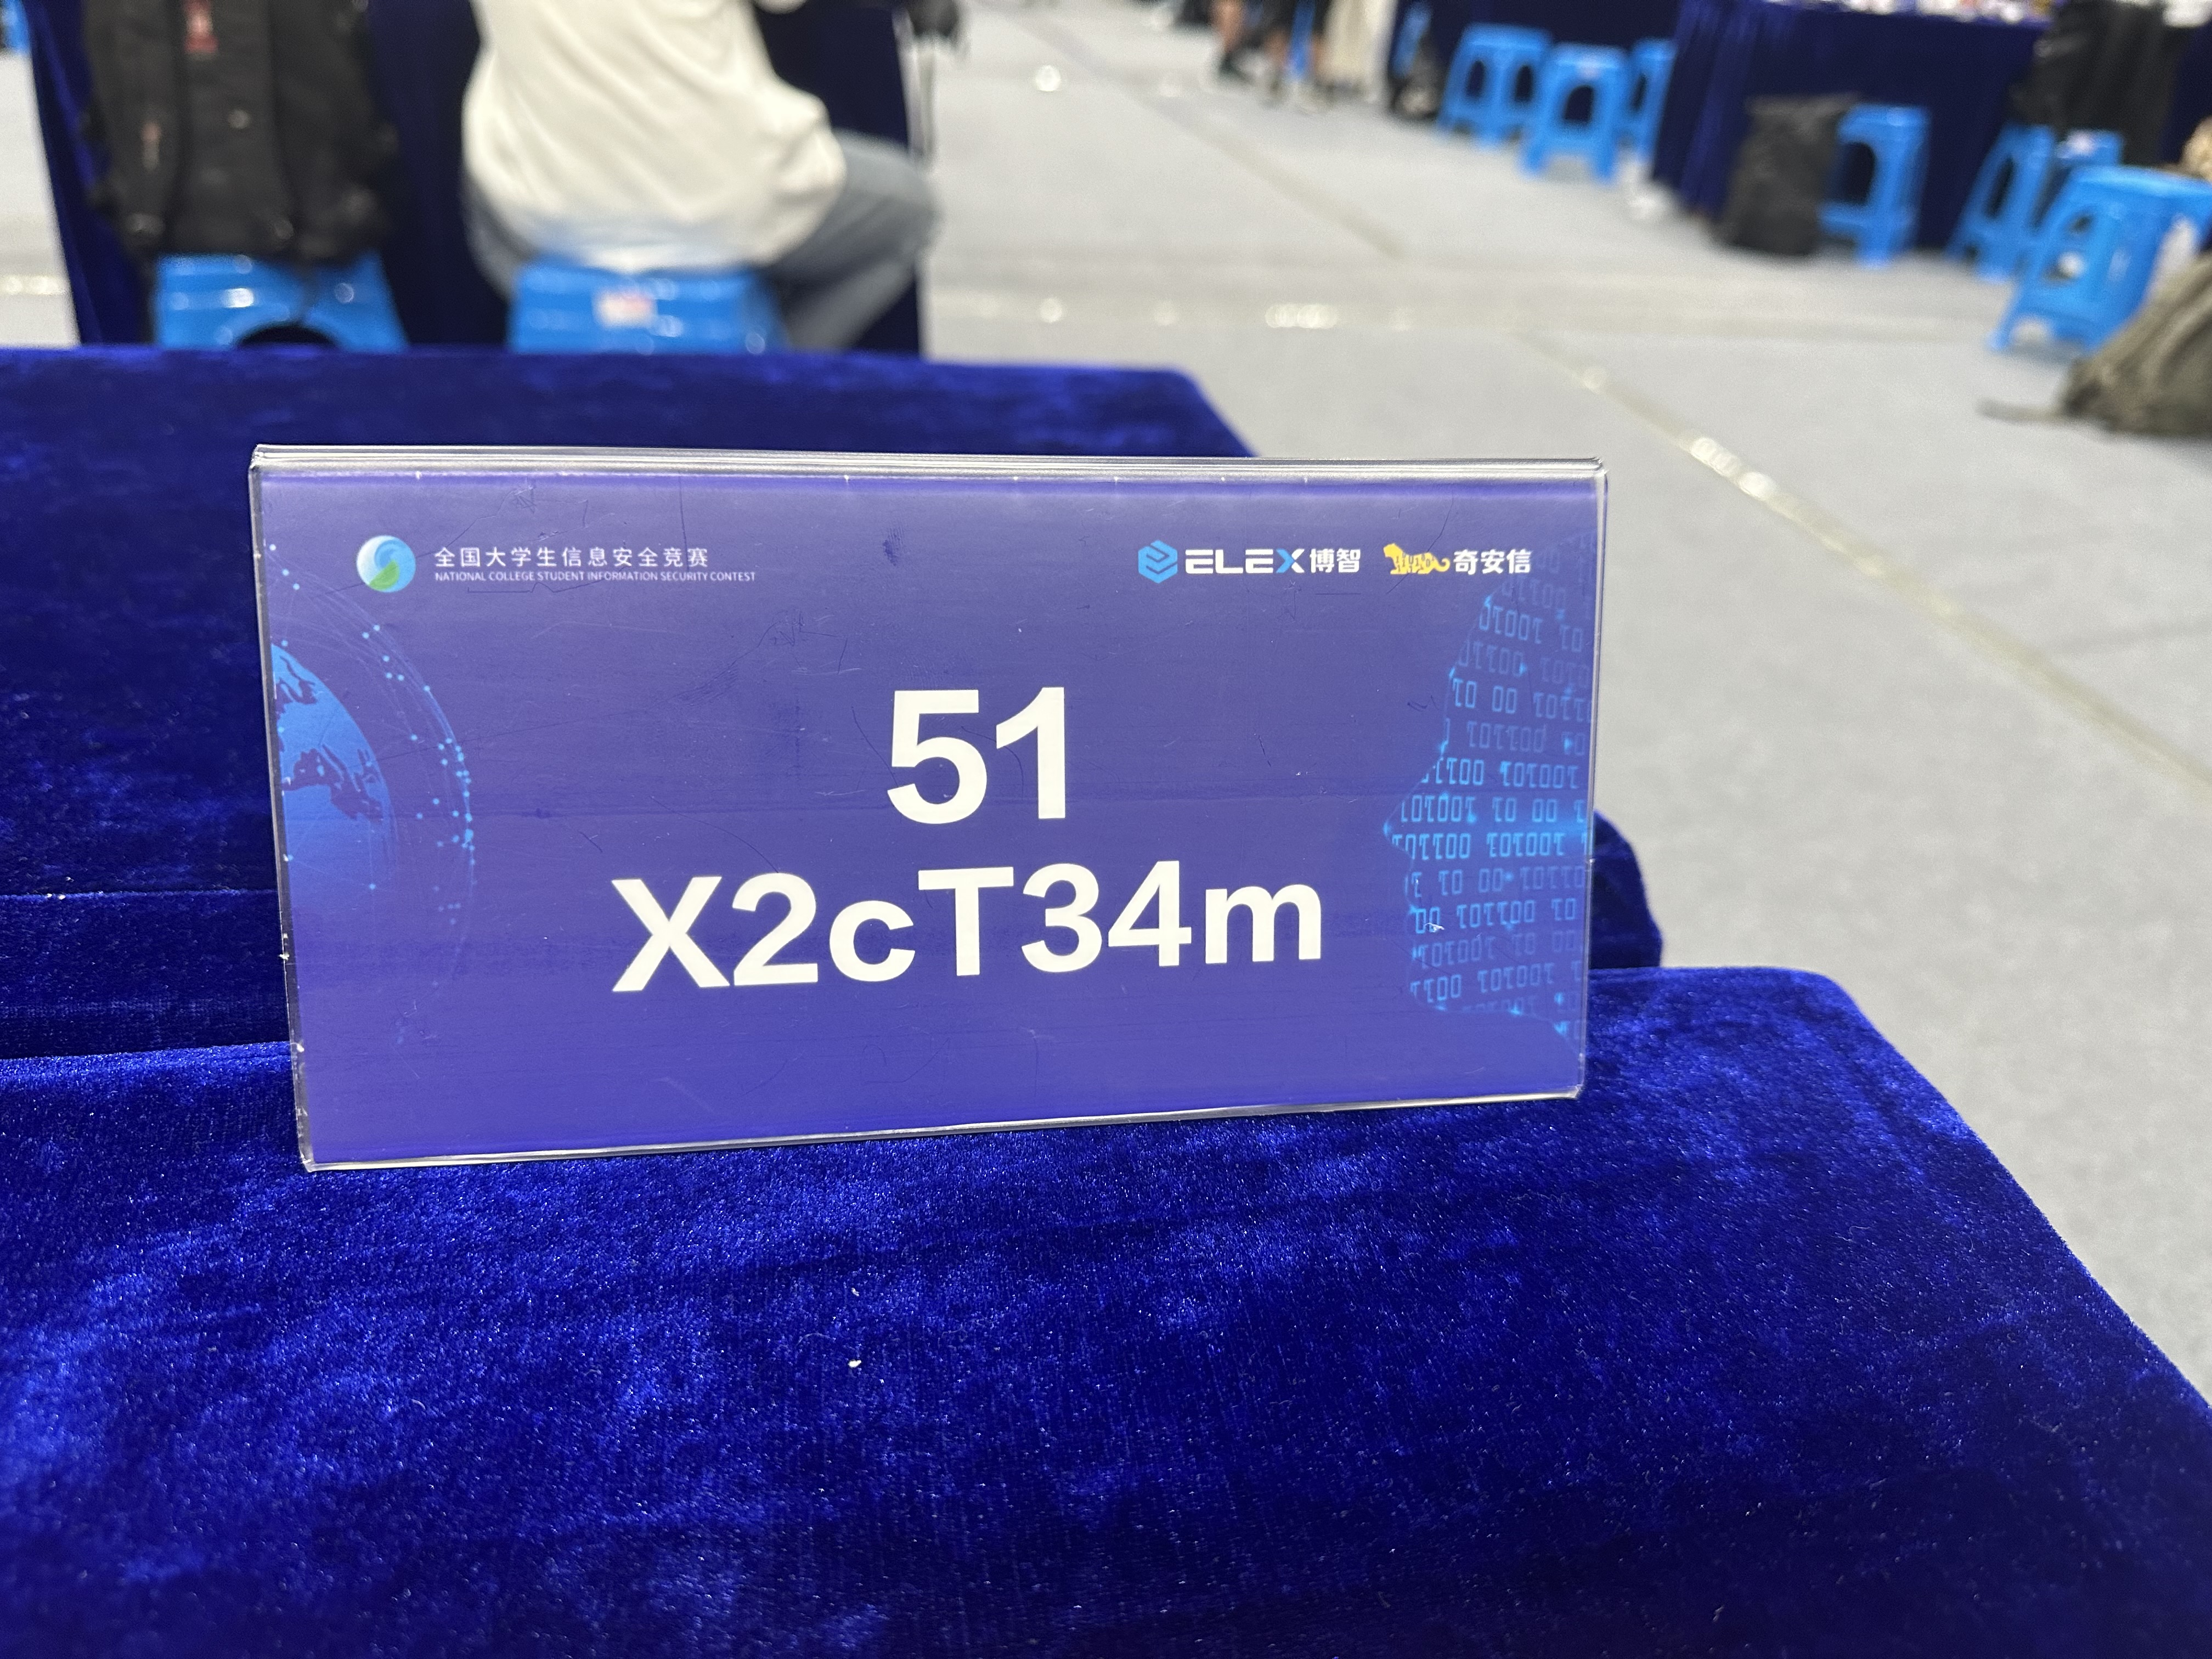 全国大学生信息安全竞赛
NATIONAL COLLEGE STUDENT INFORMATION SECURITY CONTEST
ELEX博智
奇安信
51
X2cT34m